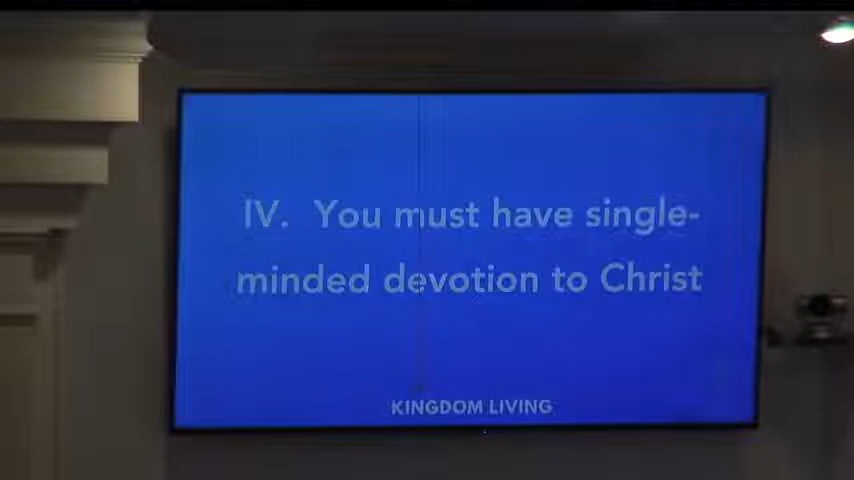 IV. You must have single-
minded devotion to Christ
KINGDOM LIVING